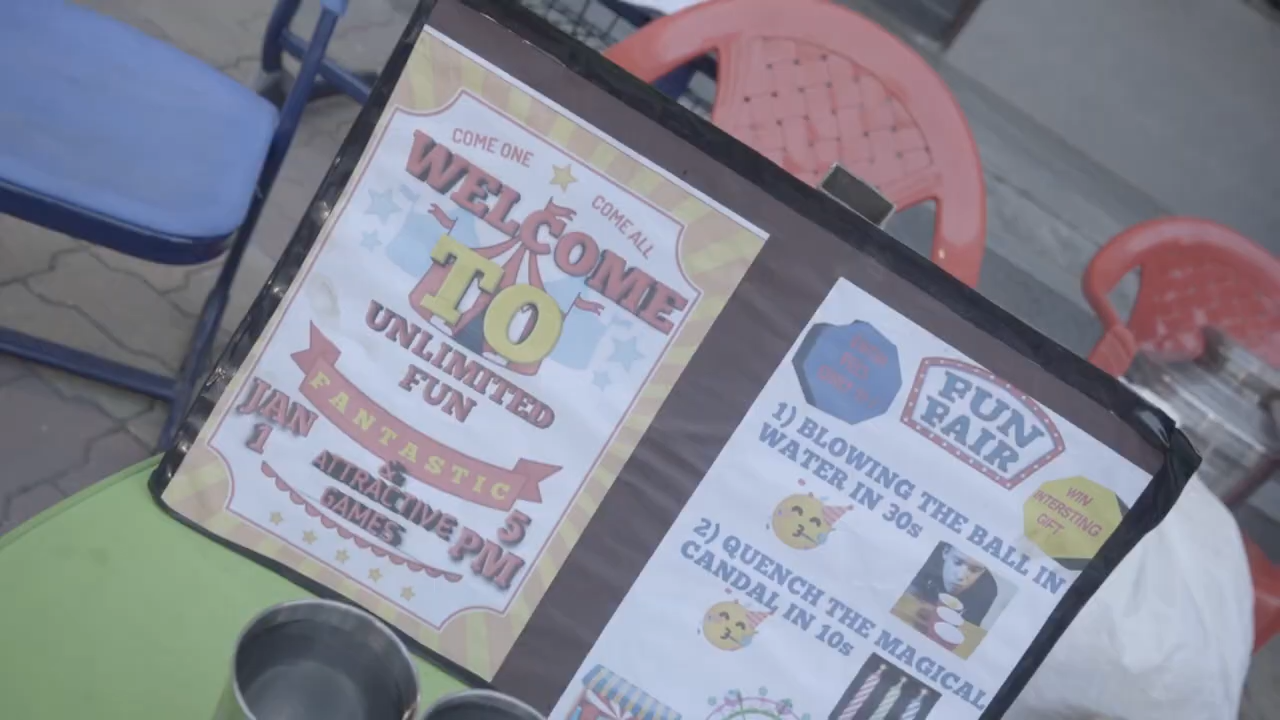 COME ONE
COME ALL
WELCOME
TO
UNLIMITED
FUN
FANTASTIC
JAN
1
&
ATTRACTIVE
GAMES
5
PM
FUN
FAIR
1) BLOWING THE BALL IN
WATER IN 30s
WIN
INTERSTING
GIFT
2) QUENCH THE MAGICAL
CANDAL IN 10s